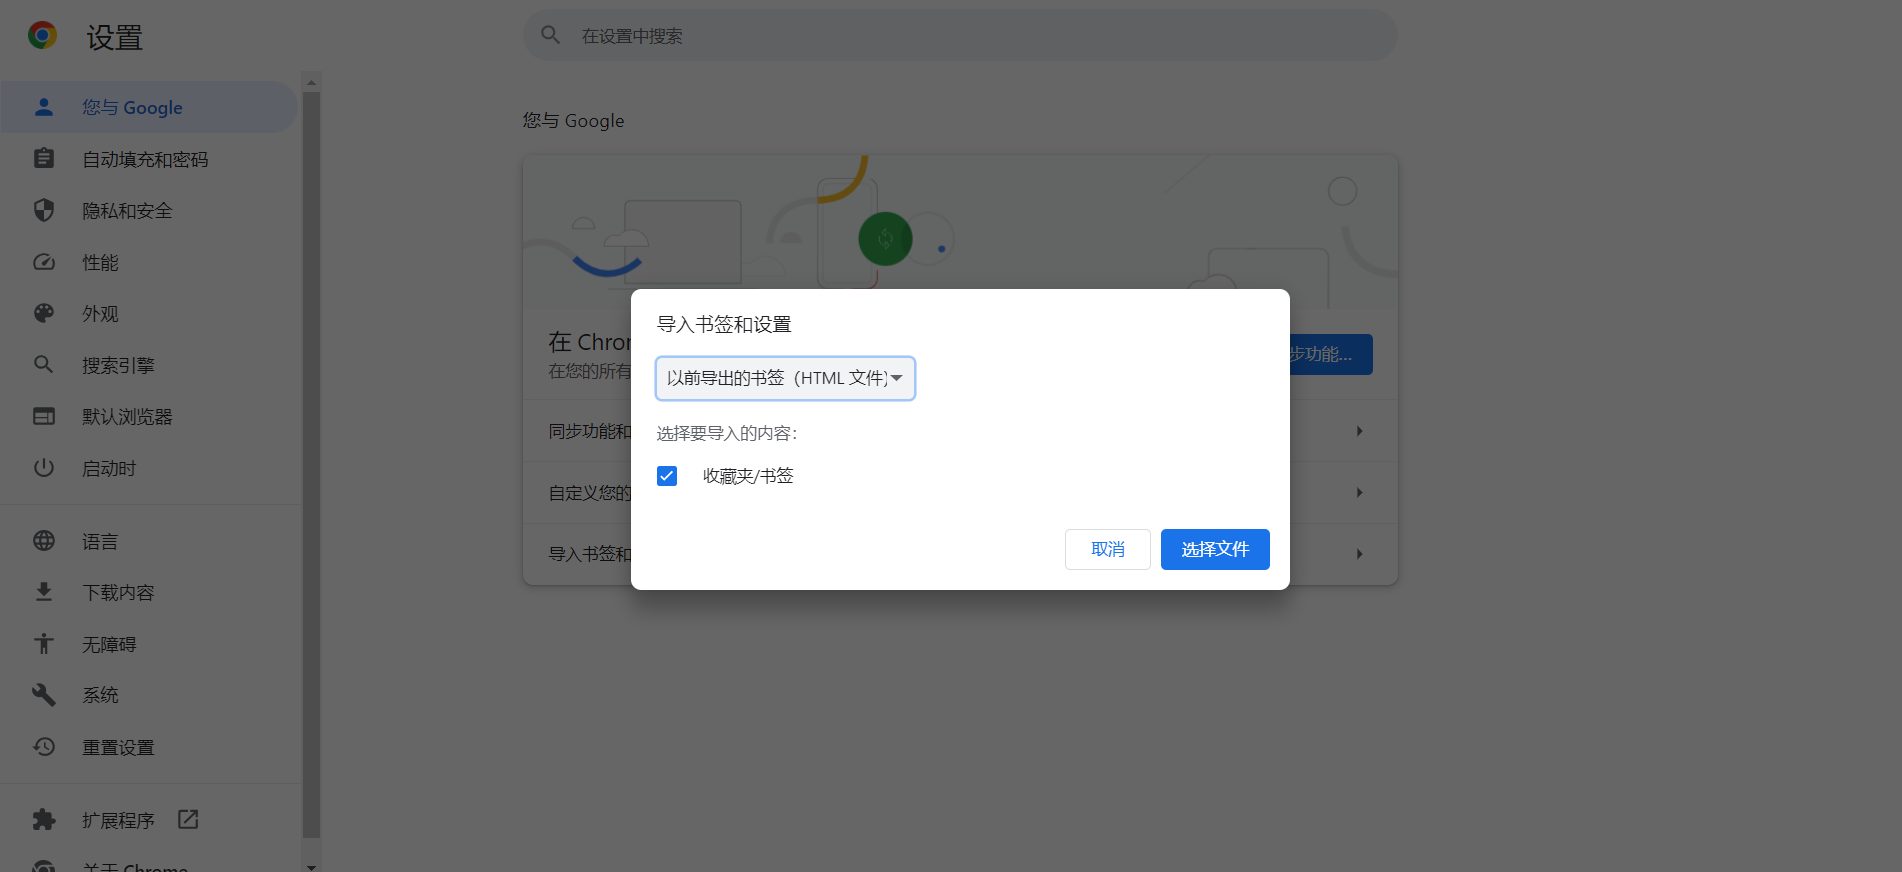 设置
在设置中搜索
您与 Google
自动填充和密码
隐私和安全
性能
外观
搜索引擎
默认浏览器
启动时
语言
下载内容
无障碍
系统
重置设置
扩展程序
关于 Chrome
您与 Google
在 Chro
在您的所有
步功能...
同步功能和
自定义您的
导入书签和
导入书签和设置
以前导出的书签（HTML 文件）
选择要导入的内容：
收藏夹/书签
取消
选择文件